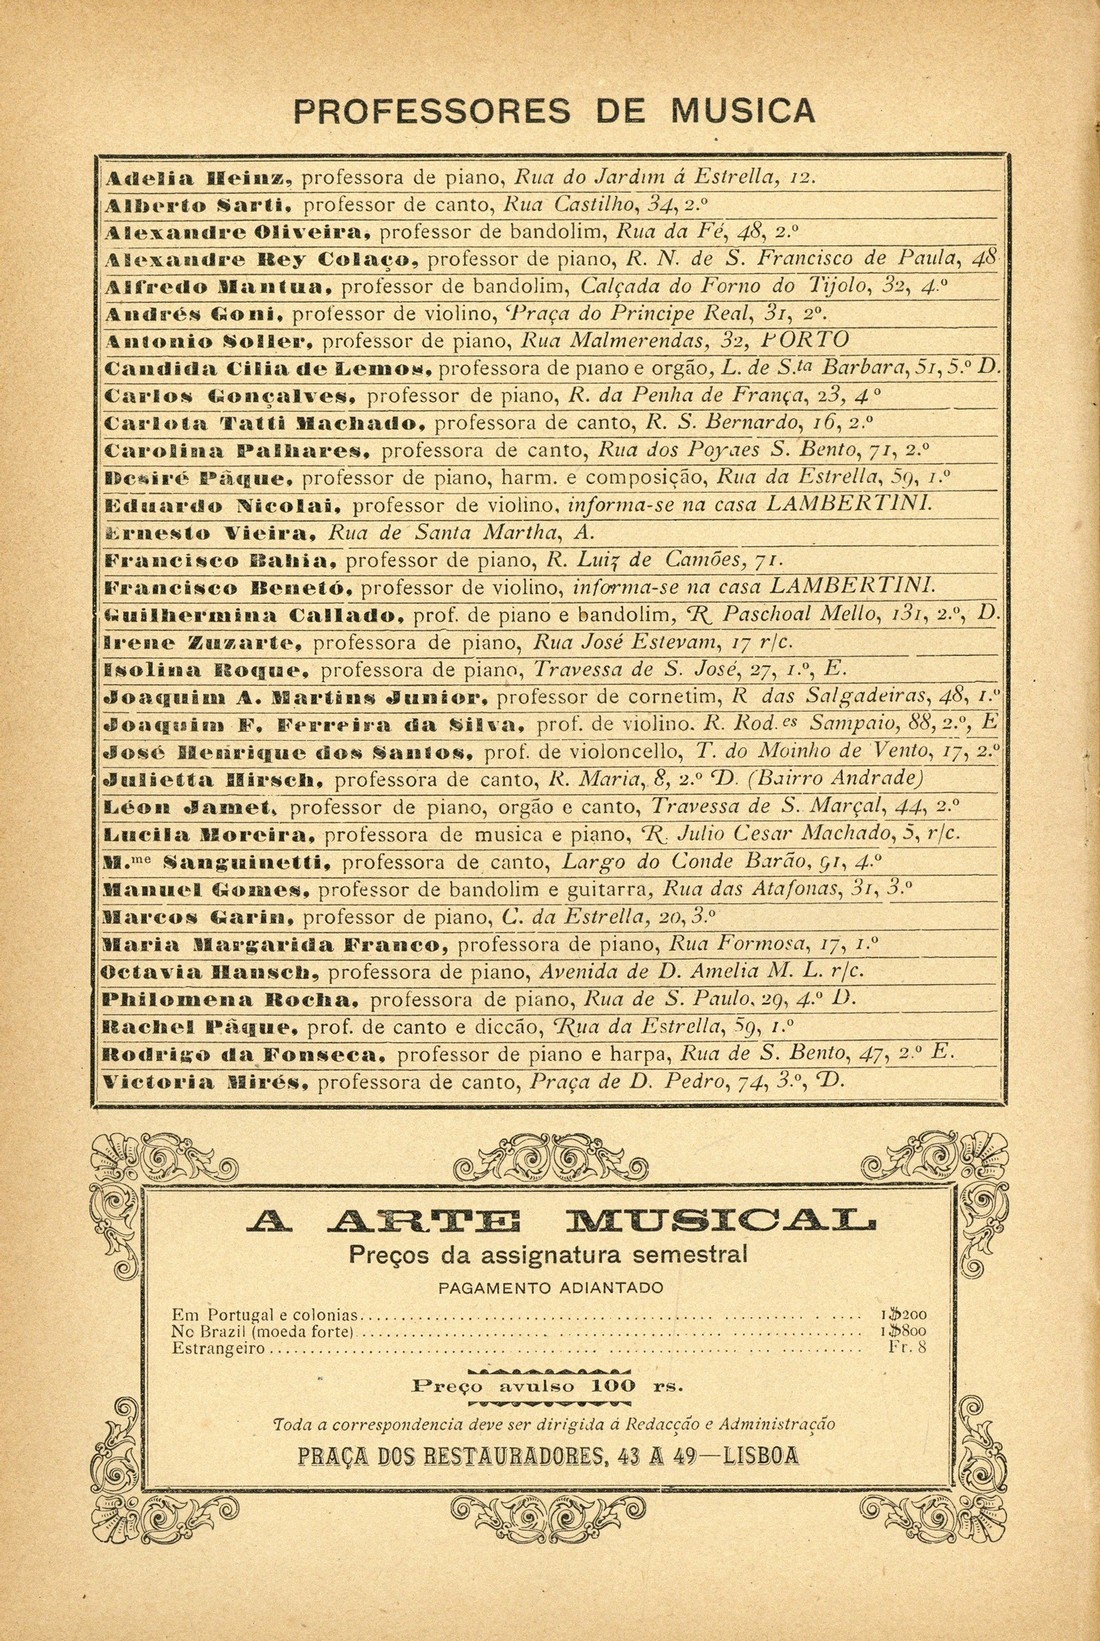 PROFESSORES DE MUSICA
Adelia Heinz, professora de piano, Rua do Jardim á Estrella, 12.
Alberto Sarti, professor de canto, Rua Castilho, 34, 2.º
Alexandre Oliveira, professor de bandolim, Rua da Fé, 48, 2.º
Alexandre Rey Colaço, professor de piano, R. N. de S. Francisco de Paula, 48
Alfredo Mantua, professor de bandolim, Calçada do Forno do Tijolo, 32, 4.º
Andrés Goni, professor de violino, Praça do Principe Real, 31, 2º.
Antonio Soller, professor de piano, Rua Malmerendas, 32, PORTO
Candida Cilia de Lemos, professora de piano e orgão, L. de S.ta Barbara, 51, 5.º D.
Carlos Gonçalves, professor de piano, R. da Penha de França, 23, 4º
Carlota Tatti Machado, professora de canto, R. S. Bernardo, 16, 2.º
Carolina Palhares, professora de canto, Rua dos Poyaes S. Bento, 71, 2.º
Desiré Pâque, professor de piano, harm. e composição, Rua da Estrella, 59, 1.º
Eduardo Nicolai, professor de violino, informa-se na casa LAMBERTINI.
Ernesto Vieira, Rua de Santa Martha, A.
Francisco Bahia, professor de piano, R. Luiz de Camões, 71.
Francisco Benetó, professor de violino, informa-se na casa LAMBERTINI.
Guilhermina Callado, prof. de piano e bandolim, R. Paschoal Mello, 131, 2.º, D.
Irene Zuzarte, professora de piano, Rua José Estevam, 17 r/c.
Isolina Roque, professora de piano, Travessa de S. José, 27, 1.º, E.
Joaquim A. Martins Junior, professor de cornetim, R das Salgadeiras, 48, 1.º
Joaquim F. Ferreira da Silva, prof. de violino. R. Rod.es Sampaio, 88, 2.º, E
José Henrique dos Santos, prof. de violoncello, T. do Moinho de Vento, 17, 2.º
Julietta Hirsch, professora de canto, R. Maria, 8, 2.º D. (Bairro Andrade)
Léon Jamet, professor de piano, orgão e canto, Travessa de S. Marçal, 44, 2.º
Lucila Moreira, professora de musica e piano, R. Julio Cesar Machado, 5, r/c.
M.me Sanguinetti, professora de canto, Largo do Conde Barão, 91, 4.º
Manuel Gomes, professor de bandolim e guitarra, Rua das Atafonas, 31, 3.º
Marcos Garin, professor de piano, C. da Estrella, 20, 3.º
Maria Margarida Franco, professora de piano, Rua Formosa, 17, 1.º
Octavia Hansch, professora de piano, Avenida de D. Amelia M. L. r/c.
Philomena Rocha, professora de piano, Rua de S. Paulo, 29, 4.º D.
Rachel Pâque, prof. de canto e diccão, Rua da Estrella, 59, 1.º
Rodrigo da Fonseca, professor de piano e harpa, Rua de S. Bento, 47, 2.º E.
Victoria Mirés, professora de canto, Praça de D. Pedro, 74, 3.º, D.
A ARTE MUSICAL
Preços da assignatura semestral
PAGAMENTO ADIANTADO
Em Portugal e colonias........ 1$200
No Brazil (moeda forte)........ 1$800
Estrangeiro........ Fr. 8
Preço avulso 100 rs.
Toda a correspondencia deve ser dirigida á Redacção e Administração
PRAÇA DOS RESTAURADORES, 43 A 49—LISBOA